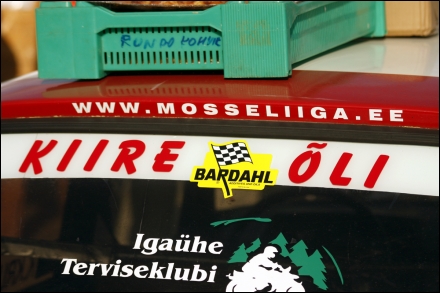 WWW.MOSSELIIGA.EE
KIIRE BARDAHL ÕLI
Igaühe
Terviseklubi